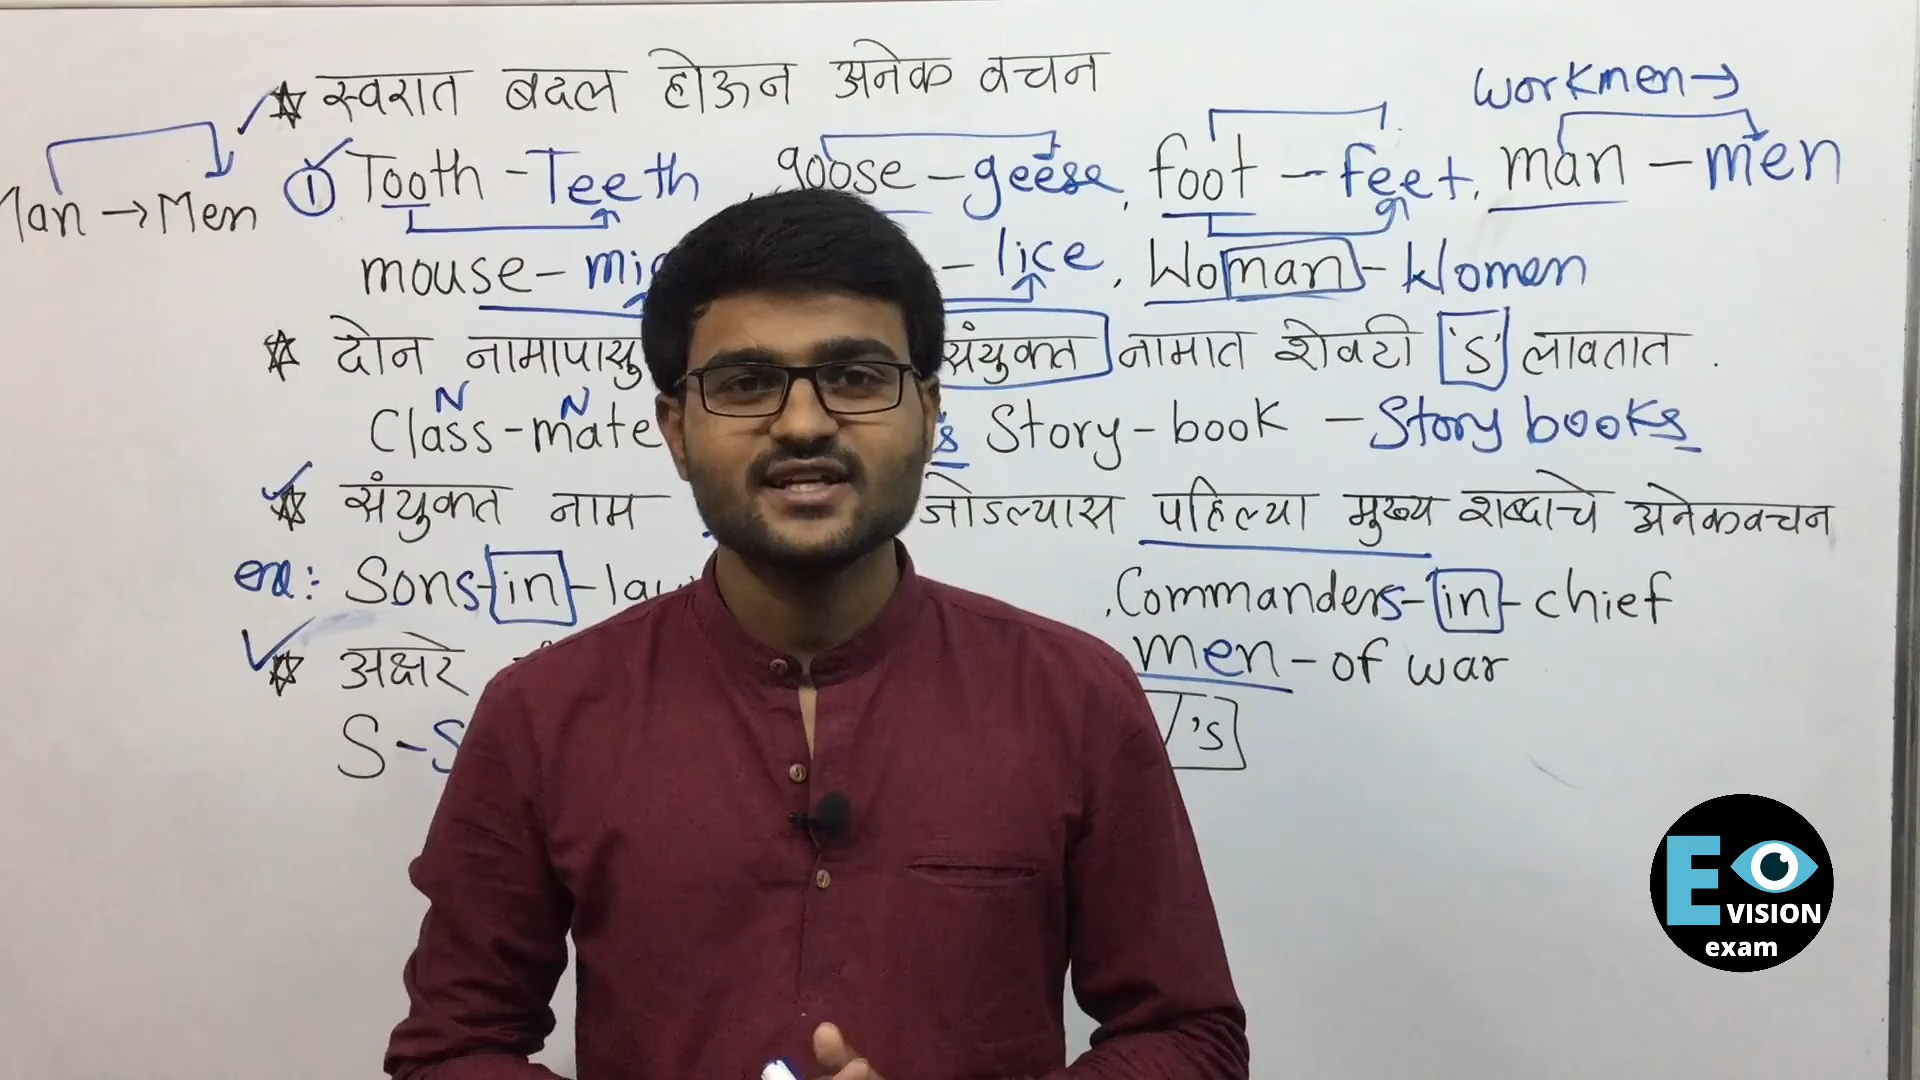 स्वरात बदल होऊन अनेक वचन
workmen→
Man → Men
① Tooth - Teeth , goose - geese, foot - feet, man - men
mouse - mi - lice, Woman - Women
दोन नामापासु संयुक्त नामात शेवटी 's' लावतात .
N N
Class-mate s Story-book - Story books
संयुक्त नाम जोडल्यास पहिल्या मुख्य शब्दाचे अनेकवचन
ex: Sons-in-law , Commanders-in-chief
अक्षरे men-of war
S-S 's
E VISION
exam